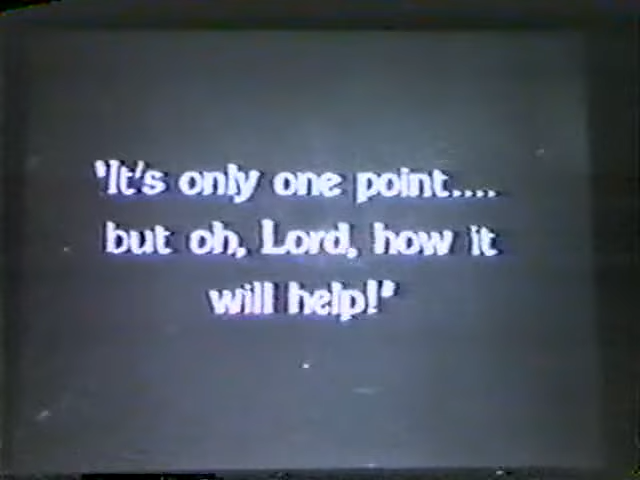 "It's only one point....
but oh, Lord, how it
will help!"